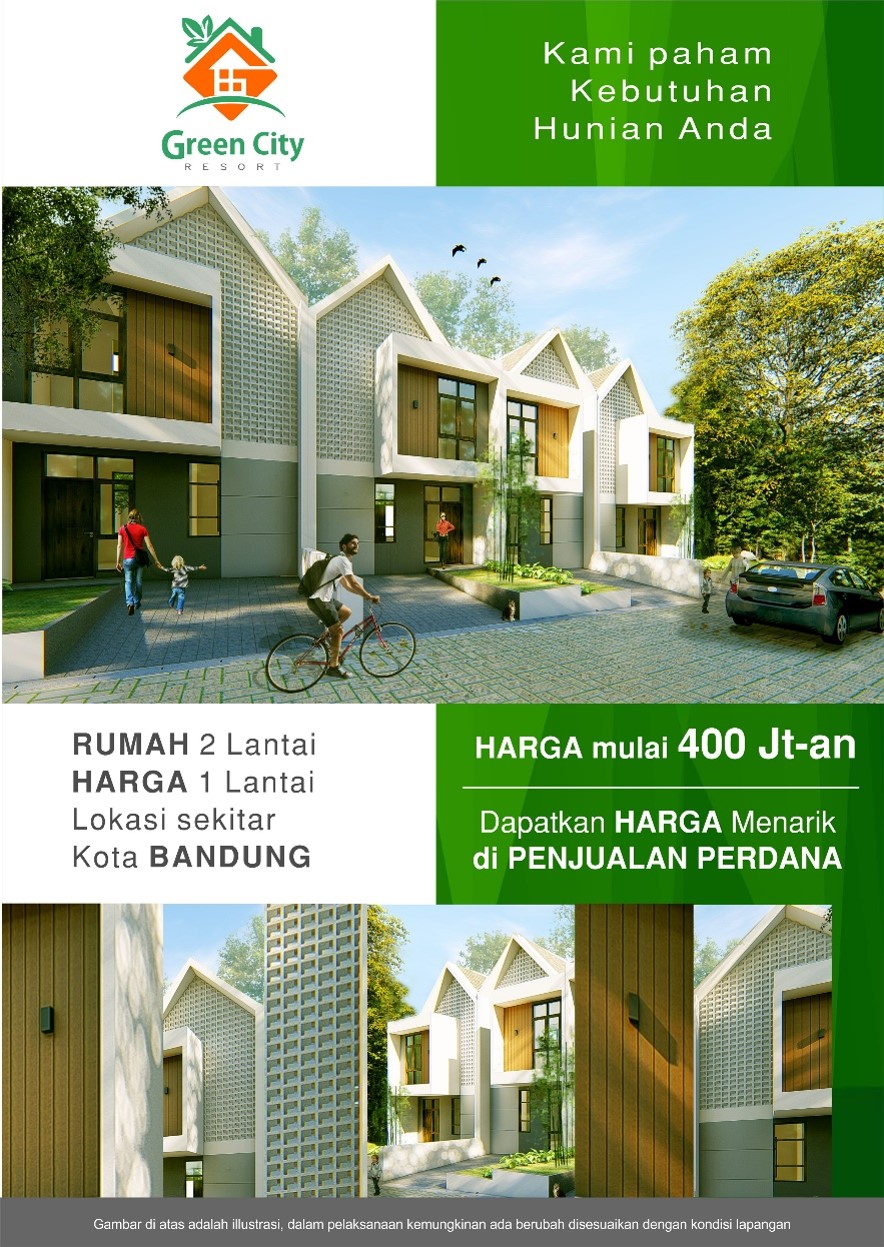 Green City
RESORT
Kami paham
Kebutuhan
Hunian Anda
RUMAH 2 Lantai
HARGA 1 Lantai
Lokasi sekitar
Kota BANDUNG
HARGA mulai 400 Jt-an
Dapatkan HARGA Menarik
di PENJUALAN PERDANA
Gambar di atas adalah illustrasi, dalam pelaksanaan kemungkinan ada berubah disesuaikan dengan kondisi lapangan